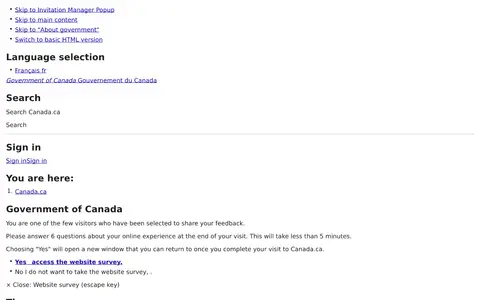 Skip to Invitation Manager Popup
Skip to main content
Skip to "About government"
Switch to basic HTML version
Language selection
Français fr
Government of Canada Gouvernement du Canada
Search
Search Canada.ca
Search
Sign in
Sign inSign in
You are here:
1. Canada.ca
Government of Canada
You are one of the few visitors who have been selected to share your feedback.
Please answer 6 questions about your online experience at the end of your visit. This will take less than 5 minutes.
Choosing "Yes" will open a new window that you can return to once you complete your visit to Canada.ca.
Yes access the website survey.
No I do not want to take the website survey, .
× Close: Website survey (escape key)